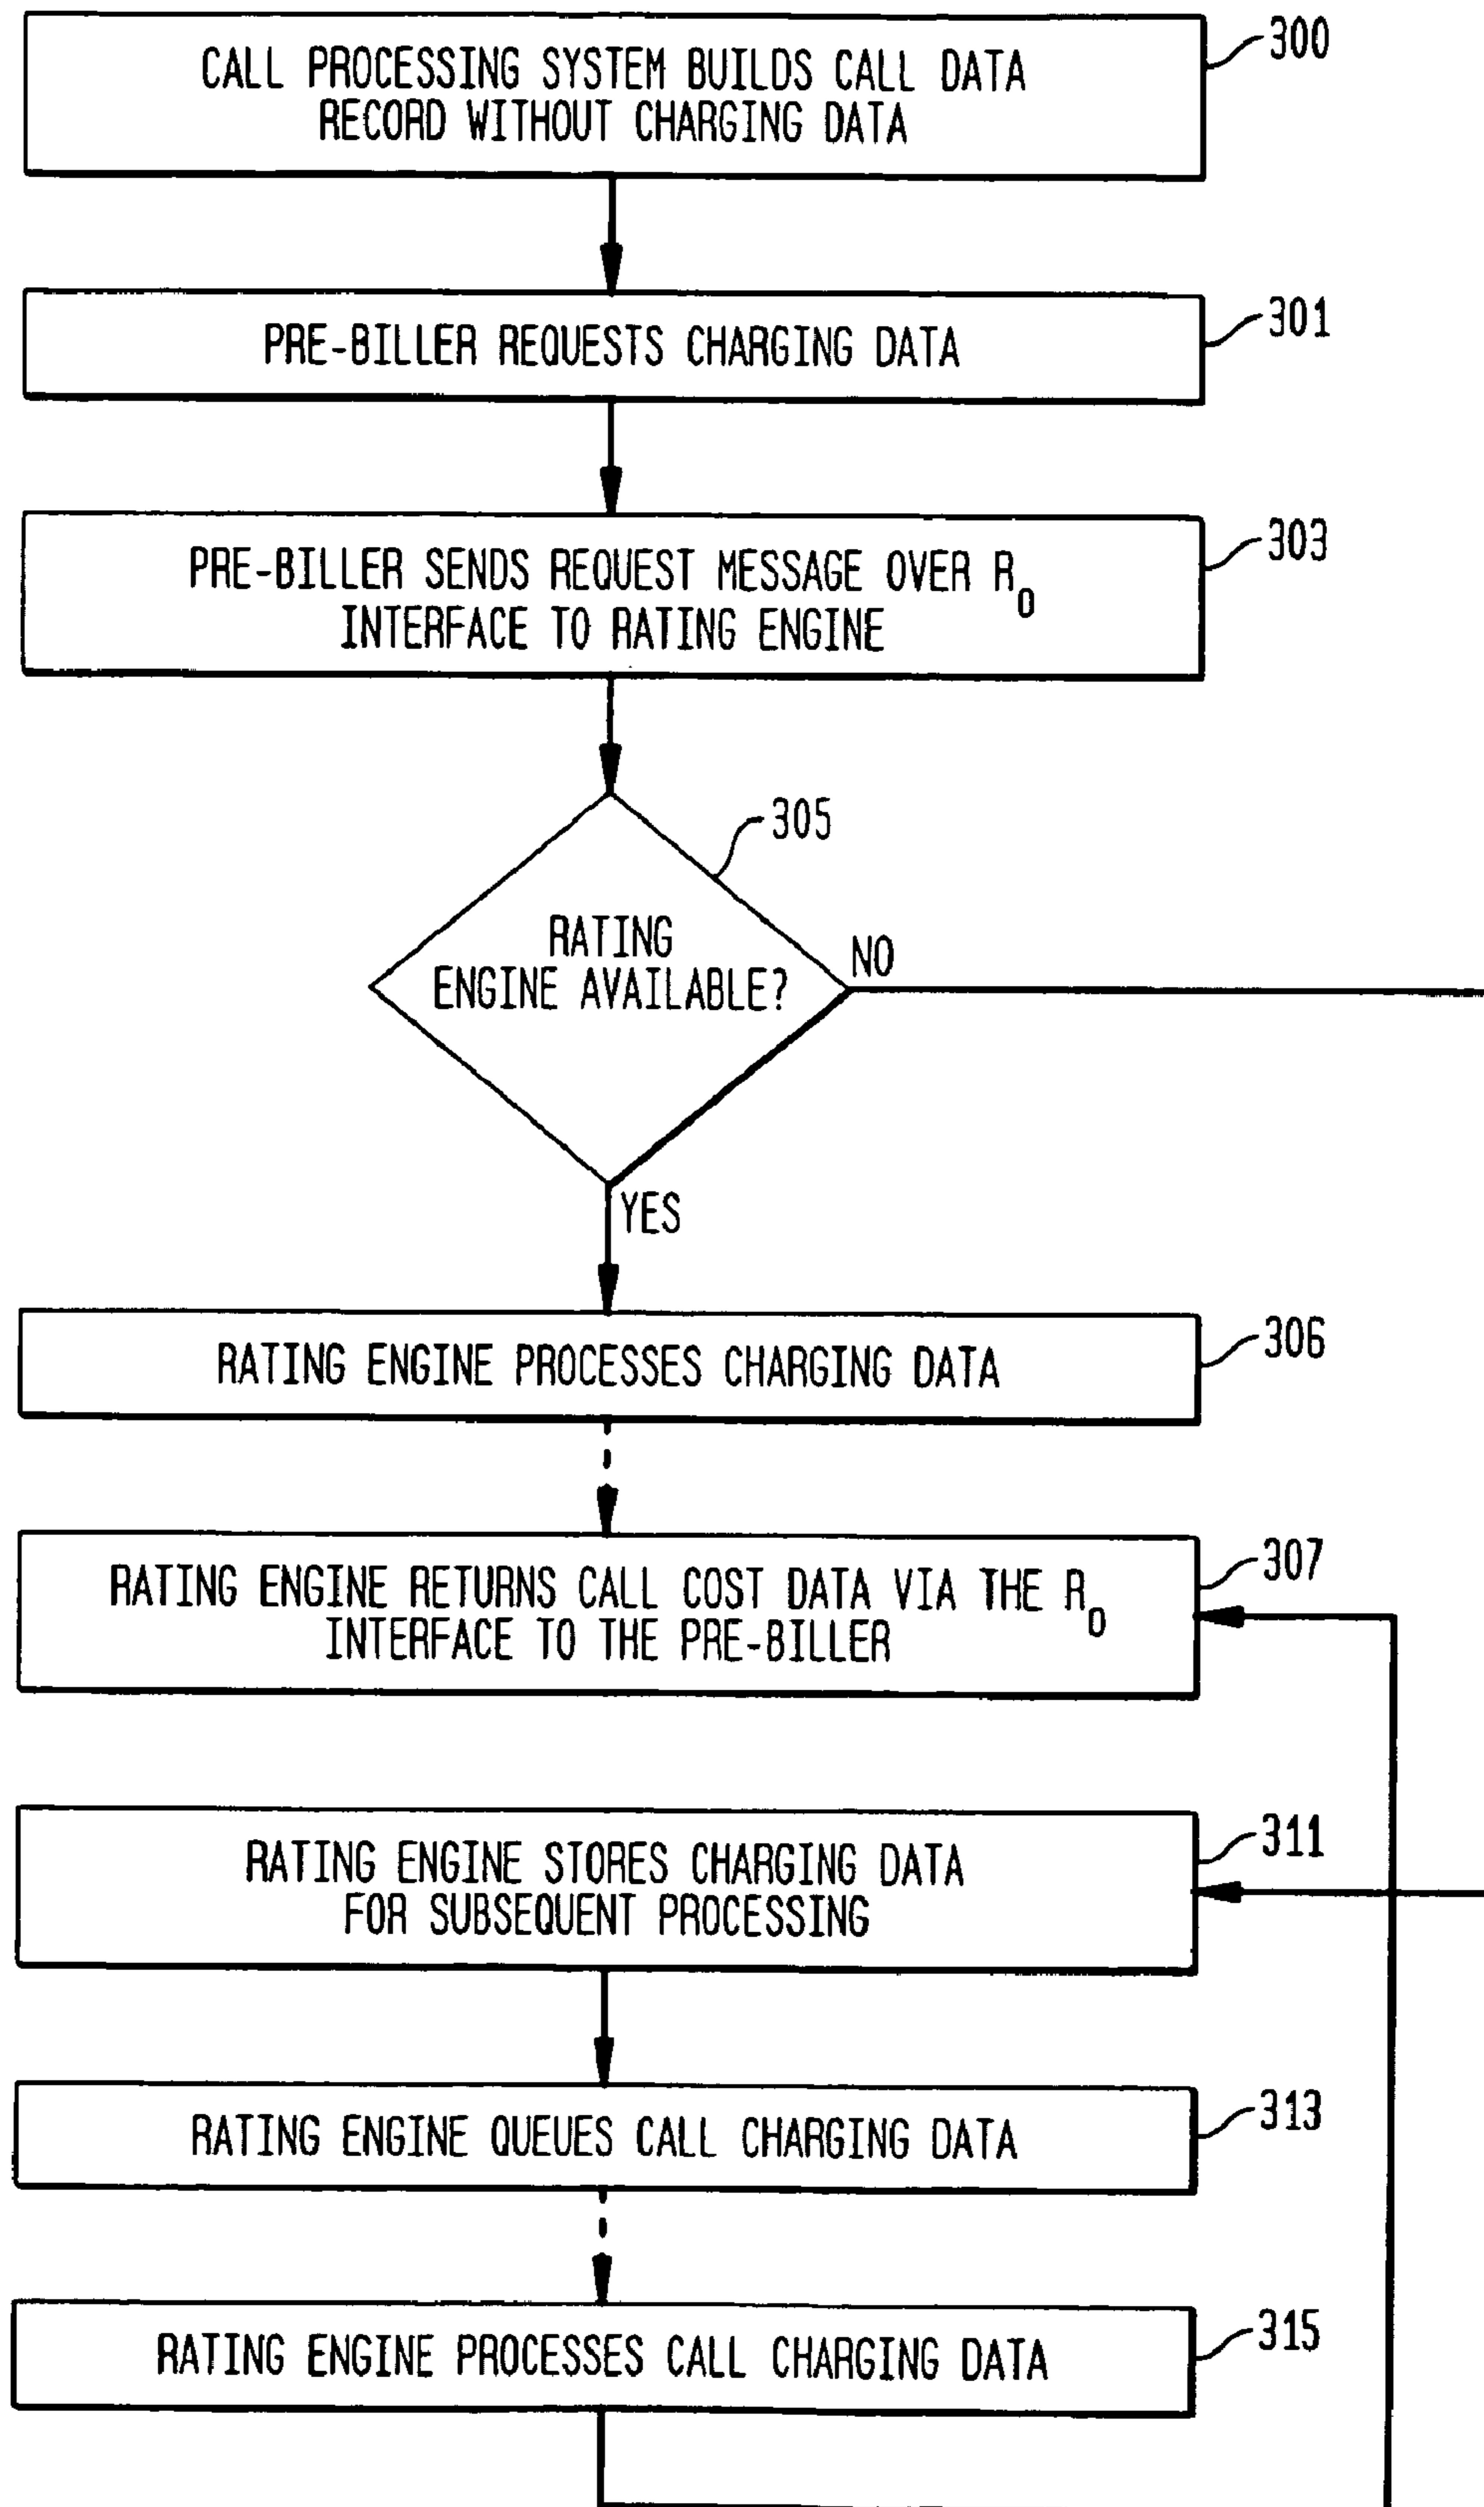 CALL PROCESSING SYSTEM BUILDS CALL DATA
RECORD WITHOUT CHARGING DATA
300
PRE-BILLER REQUESTS CHARGING DATA
301
PRE-BILLER SENDS REQUEST MESSAGE OVER R0
INTERFACE TO RATING ENGINE
303
305
RATING
ENGINE AVAILABLE?
NO
YES
RATING ENGINE PROCESSES CHARGING DATA
306
RATING ENGINE RETURNS CALL COST DATA VIA THE R0
INTERFACE TO THE PRE-BILLER
307
RATING ENGINE STORES CHARGING DATA
FOR SUBSEQUENT PROCESSING
311
RATING ENGINE QUEUES CALL CHARGING DATA
313
RATING ENGINE PROCESSES CALL CHARGING DATA
315